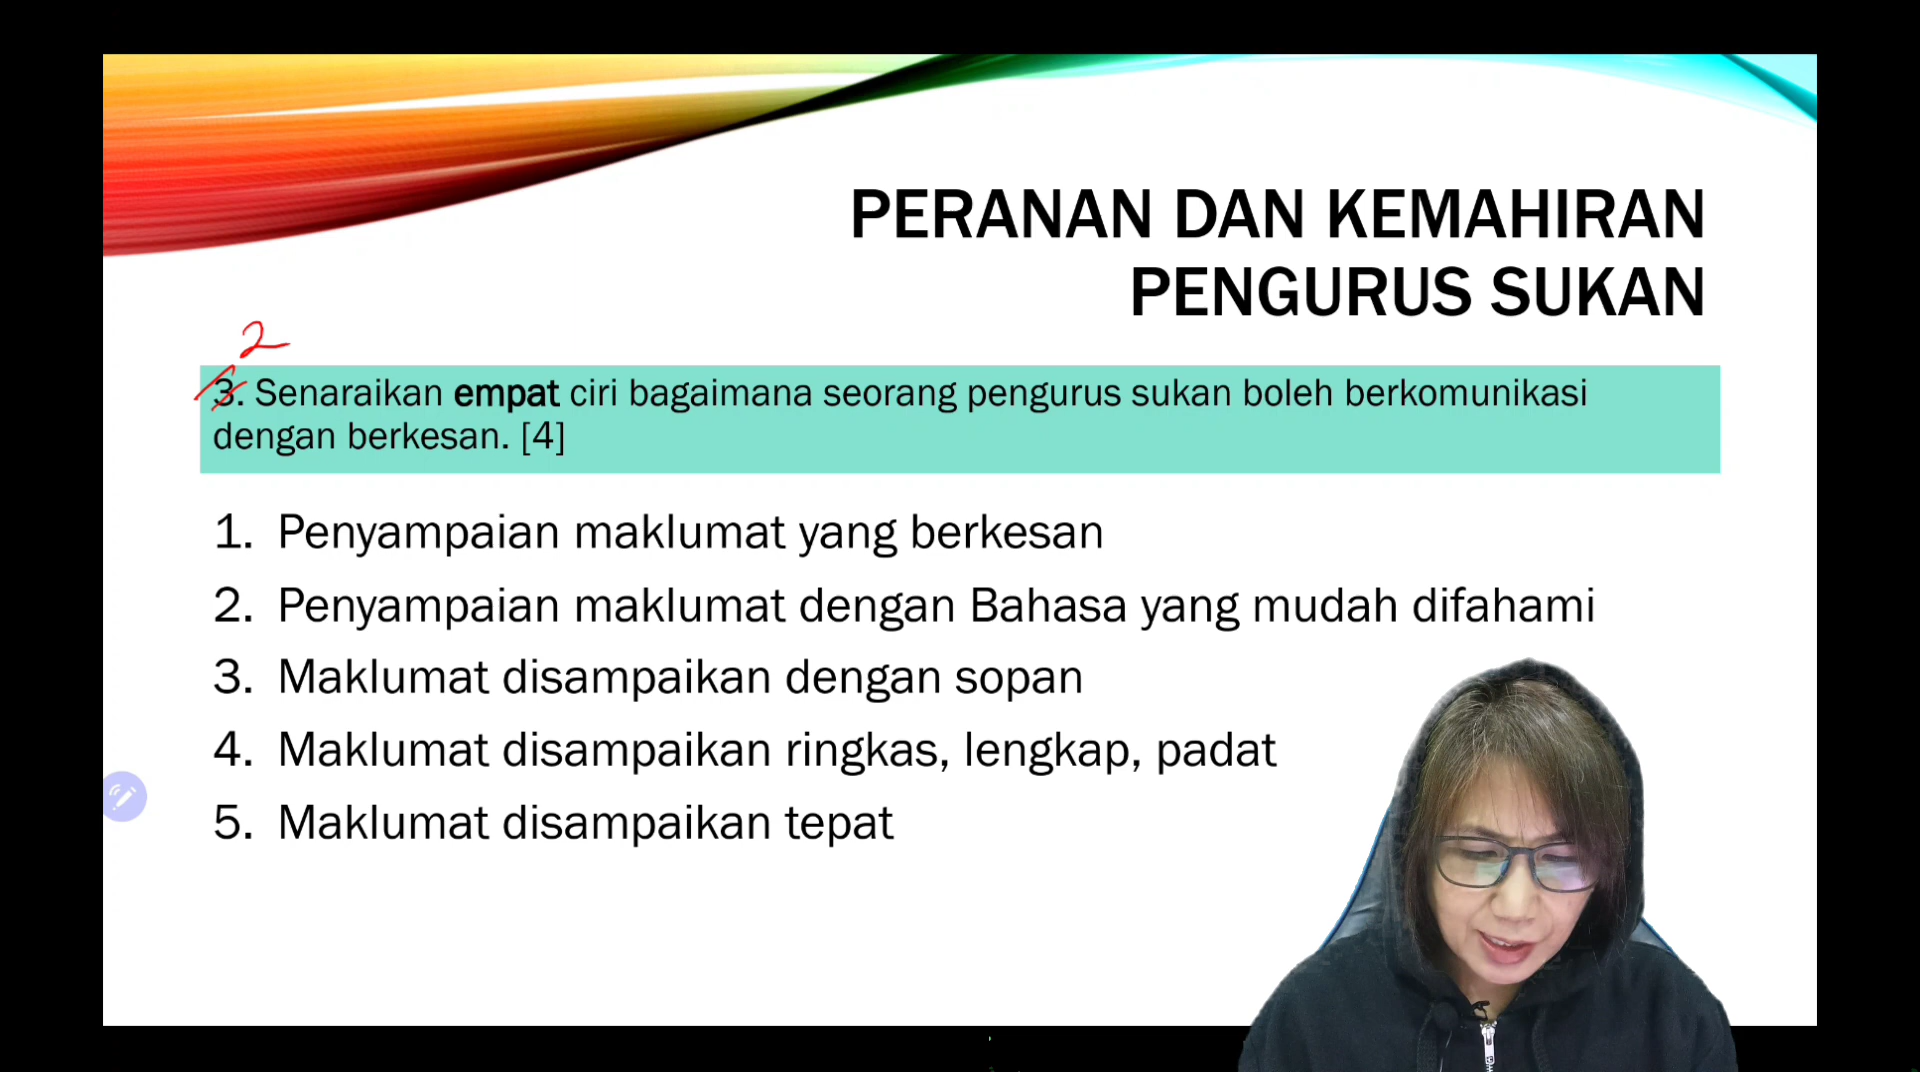 PERANAN DAN KEMAHIRAN
PENGURUS SUKAN
2
3. Senaraikan empat ciri bagaimana seorang pengurus sukan boleh berkomunikasi
dengan berkesan. [4]
1. Penyampaian maklumat yang berkesan
2. Penyampaian maklumat dengan Bahasa yang mudah difahami
3. Maklumat disampaikan dengan sopan
4. Maklumat disampaikan ringkas, lengkap, padat
5. Maklumat disampaikan tepat